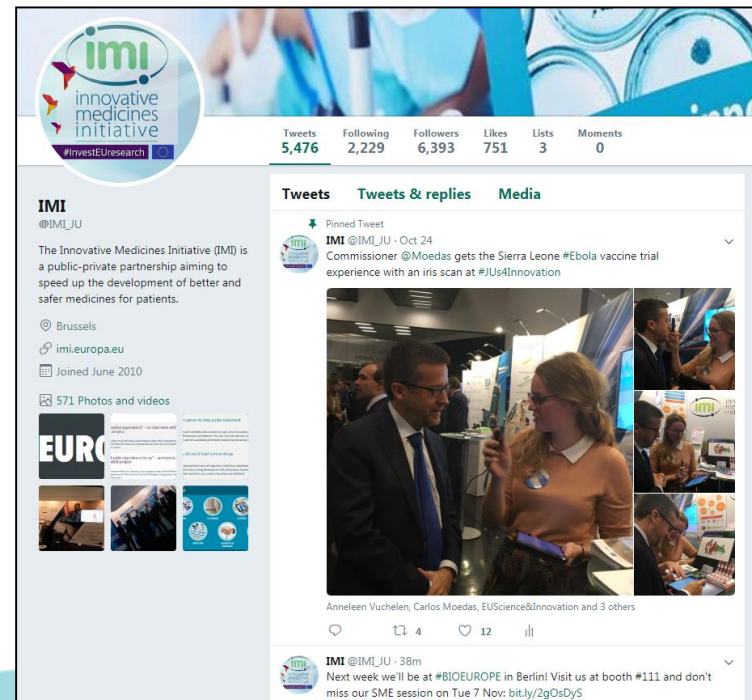 imi
innovative
medicines
initiative
#InvestEUresearch
Tweets Following Followers Likes Lists Moments
5,476 2,229 6,393 751 3 0
IMI
@IMI_JU
The Innovative Medicines Initiative (IMI) is
a public-private partnership aiming to
speed up the development of better and
safer medicines for patients.
Brussels
imi.europa.eu
Joined June 2010
571 Photos and videos
EUR
Tweets Tweets & replies Media
Pinned Tweet
IMI @IMI_JU · Oct 24
Commissioner @Moedas gets the Sierra Leone #Ebola vaccine trial
experience with an iris scan at #JUs4Innovation
imi
Anneleen Vuchelen, Carlos Moedas, EUScience&Innovation and 3 others
4 12
IMI @IMI_JU · 38m
Next week we'll be at #BIOEUROPE in Berlin! Visit us at booth #111 and don't
miss our SME session on Tue 7 Nov: bit.ly/2gOsDyS